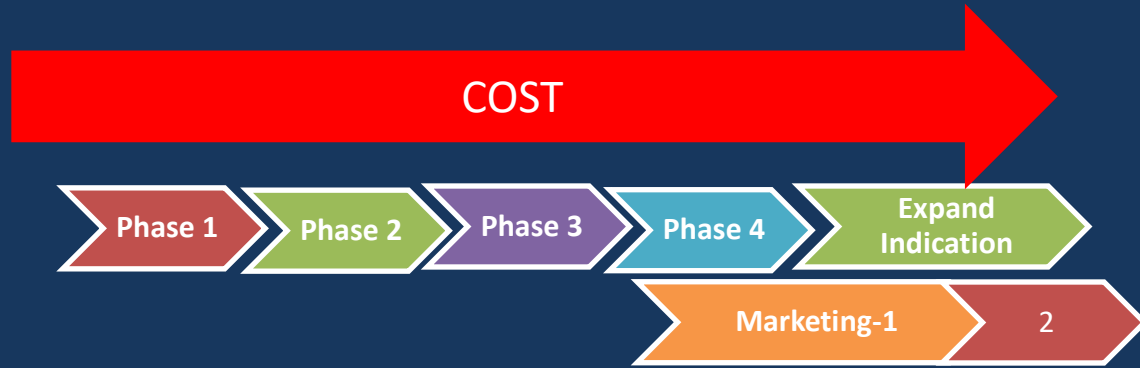 COST
Phase 1
Phase 2
Phase 3
Phase 4
Expand
Indication
Marketing-1
2